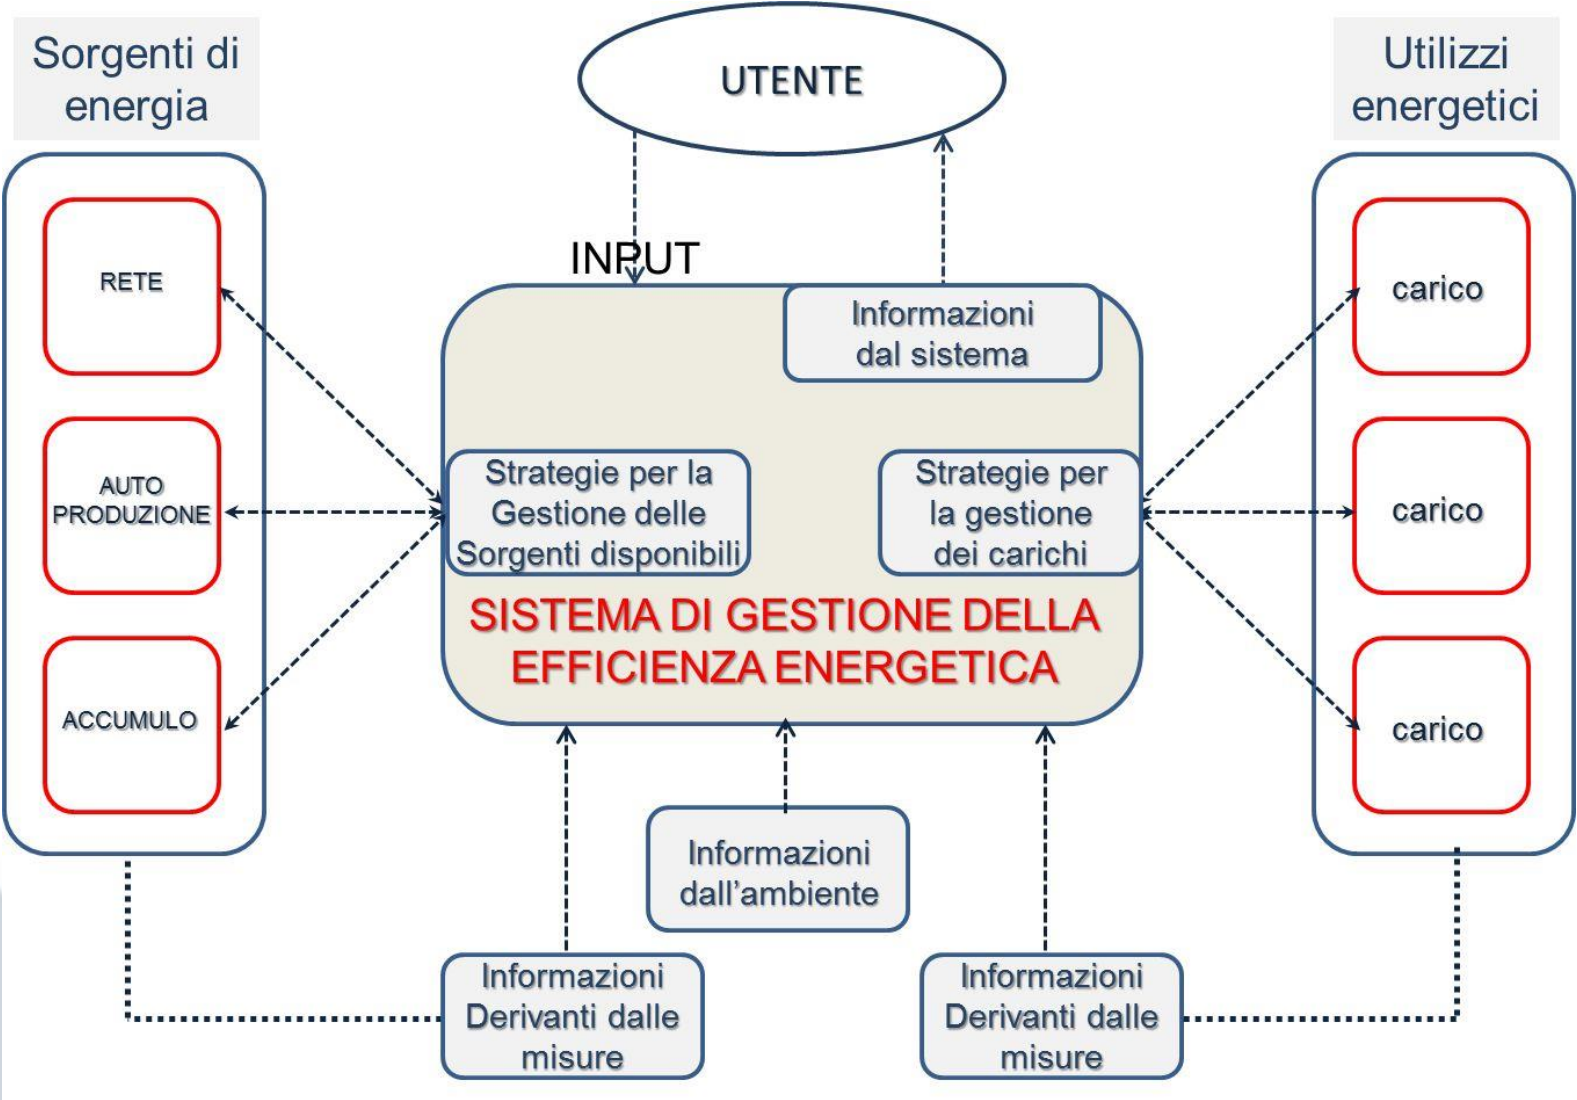 Sorgenti di
energia
UTENTE
Utilizzi
energetici
INPUT
Informazioni
dal sistema
RETE
AUTO
PRODUZIONE
ACCUMULO
Strategie per la
Gestione delle
Sorgenti disponibili
Strategie per
la gestione
dei carichi
SISTEMA DI GESTIONE DELLA
EFFICIENZA ENERGETICA
carico
carico
carico
Informazioni
dall'ambiente
Informazioni
Derivanti dalle
misure
Informazioni
Derivanti dalle
misure